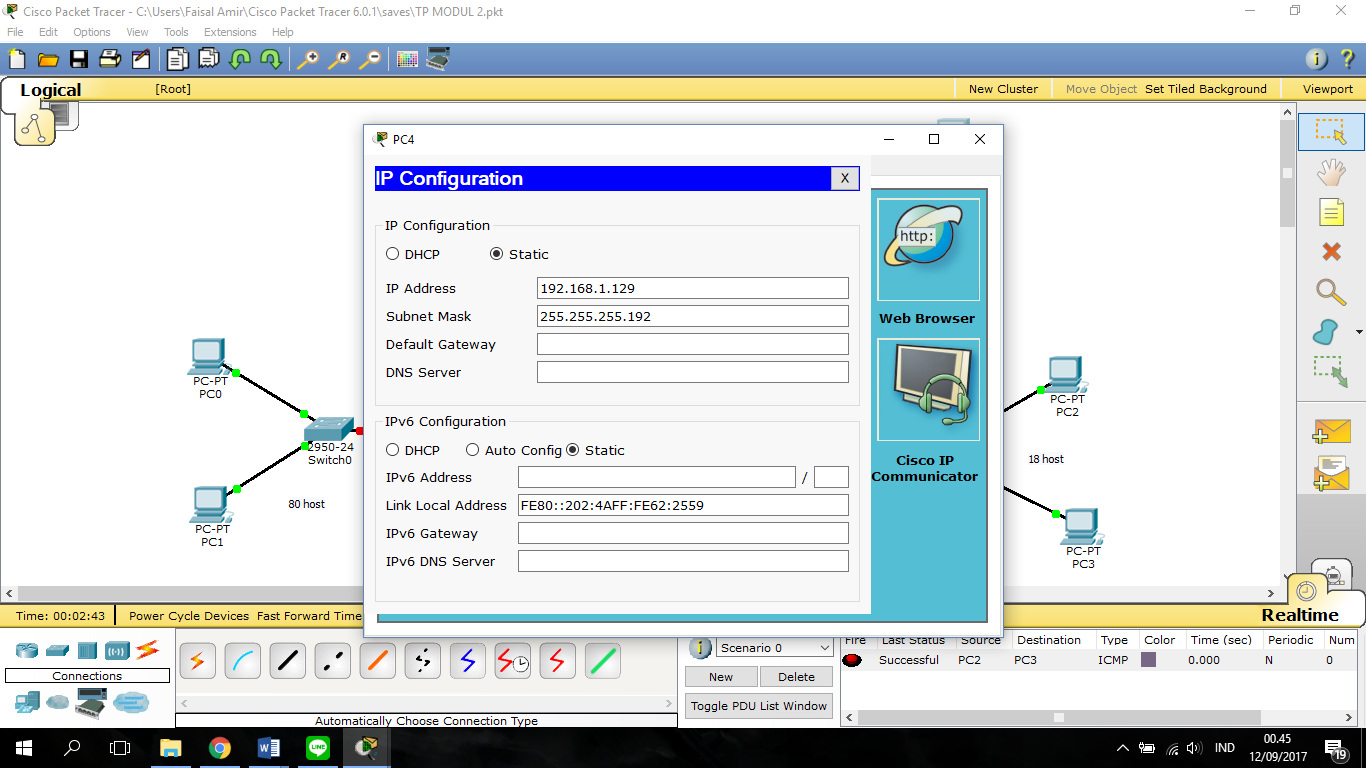 Cisco Packet Tracer - C:\Users\Faisal Amir\Cisco Packet Tracer 6.0.1\saves\TP MODUL 2.pkt
File Edit Options View Tools Extensions Help
Logical [Root] New Cluster Move Object Set Tiled Background Viewport
PC4
IP Configuration X
IP Configuration
DHCP Static
IP Address 192.168.1.129
Subnet Mask 255.255.255.192
Default Gateway
DNS Server
IPv6 Configuration
DHCP Auto Config Static
IPv6 Address /
Link Local Address FE80::202:4AFF:FE62:2559
IPv6 Gateway
IPv6 DNS Server
http:
Web Browser
Cisco IP
Communicator
PC-PT
PC0
2950-24
Switch0
PC-PT
PC1
80 host
PC-PT
PC2
18 host
PC-PT
PC3
Time: 00:02:43 Power Cycle Devices Fast Forward Time
Realtime
Connections
Automatically Choose Connection Type
Scenario 0
New Delete
Toggle PDU List Window
Fire Last Status Source Destination Type Color Time (sec) Periodic Num
Successful PC2 PC3 ICMP 0.000 N 0
IND
00.45
12/09/2017
19